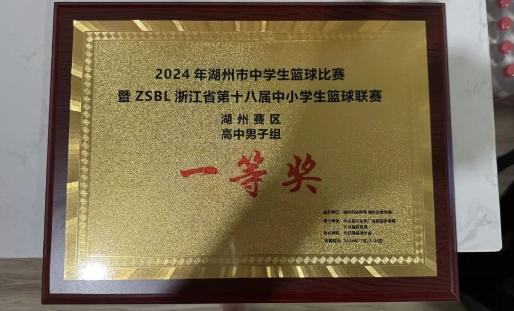 2024年湖州市中学生篮球比赛
暨 ZSBL 浙江省第十八届中小学生篮球联赛
湖州赛区
高中男子组
一等奖